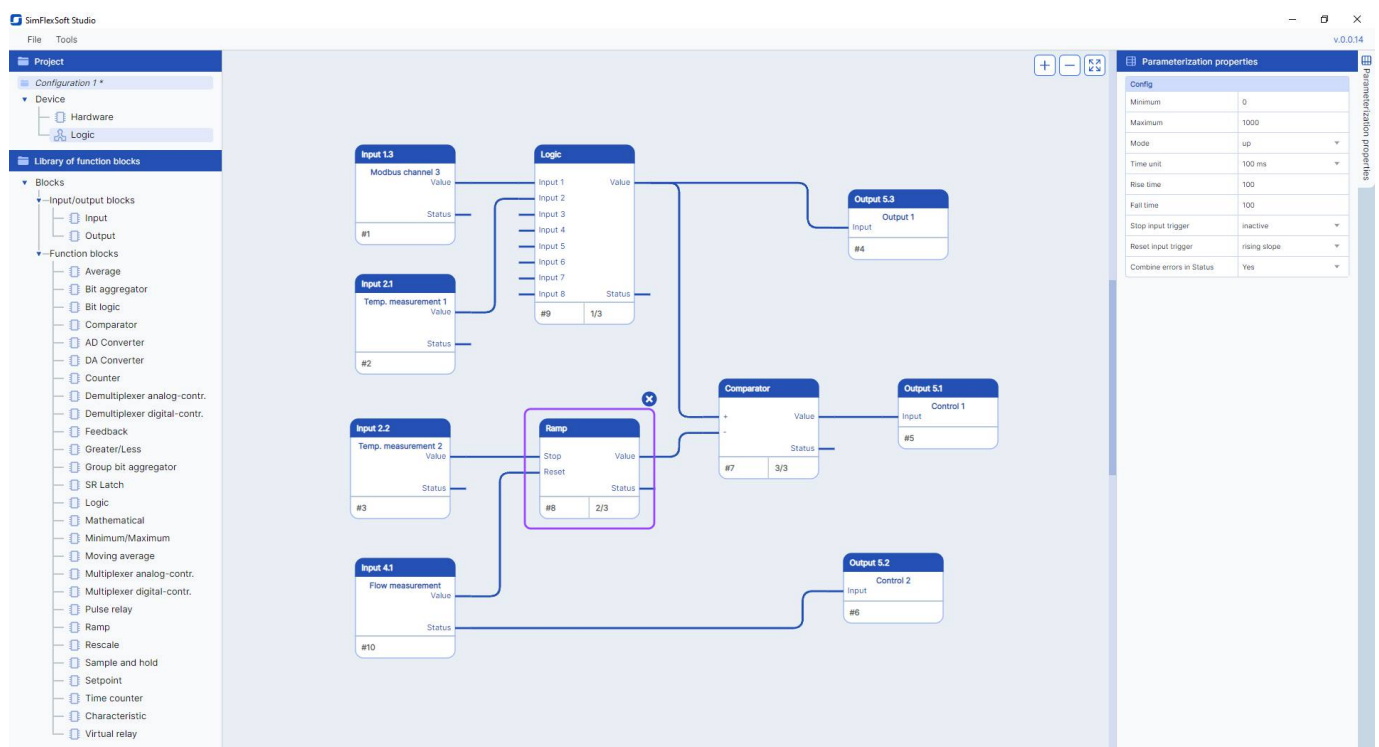 SimFlexSoft Studio
File Tools
v.0.0.14
Project
Configuration 1 *
Device
Hardware
Logic
Library of function blocks
Blocks
Input/output blocks
Input
Output
Function blocks
Average
Bit aggregator
Bit logic
Comparator
AD Converter
DA Converter
Counter
Demultiplexer analog-contr.
Demultiplexer digital-contr.
Feedback
Greater/Less
Group bit aggregator
SR Latch
Logic
Mathematical
Minimum/Maximum
Moving average
Multiplexer analog-contr.
Multiplexer digital-contr.
Pulse relay
Ramp
Rescale
Sample and hold
Setpoint
Time counter
Characteristic
Virtual relay
Input 1.3
Modbus channel 3
Value
Status
#1
Logic
Input 1 Value
Input 2
Input 3
Input 4
Input 5
Input 6
Input 7
Input 8 Status
#9 1/3
Output 5.3
Output 1
Input
#4
Input 2.1
Temp. measurement 1
Value
Status
#2
Input 2.2
Temp. measurement 2
Value
Status
#3
Ramp
Stop Value
Reset
Status
#8 2/3
Comparator
+ Value
-
Status
#7 3/3
Output 5.1
Control 1
Input
#5
Input 4.1
Flow measurement
Value
Status
#10
Output 5.2
Control 2
Input
#6
Parameterization properties
Config
Minimum 0
Maximum 1000
Mode up
Time unit 100 ms
Rise time 100
Fall time 100
Stop input trigger inactive
Reset input trigger rising slope
Combine errors in Status Yes
Parameterization properties